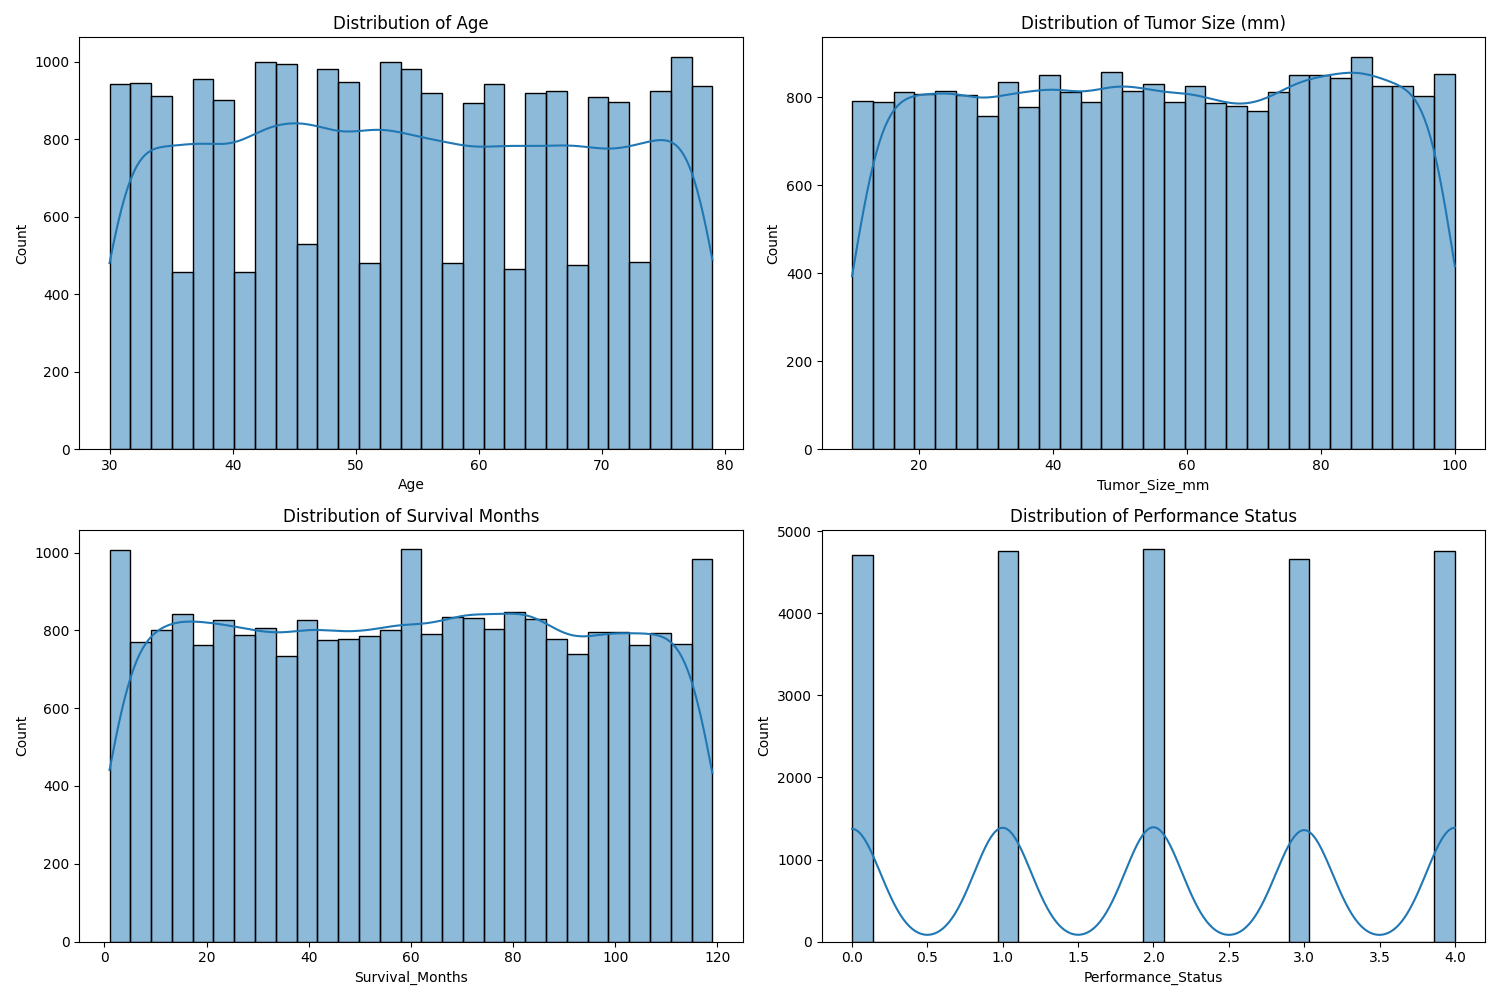 Distribution of Age
Count
1000
800
600
400
200
0
30 40 50 60 70 80
Age
Distribution of Tumor Size (mm)
Count
800
600
400
200
0
20 40 60 80 100
Tumor_Size_mm
Distribution of Survival Months
Count
1000
800
600
400
200
0
0 20 40 60 80 100 120
Survival_Months
Distribution of Performance Status
Count
5000
4000
3000
2000
1000
0
0.0 0.5 1.0 1.5 2.0 2.5 3.0 3.5 4.0
Performance_Status